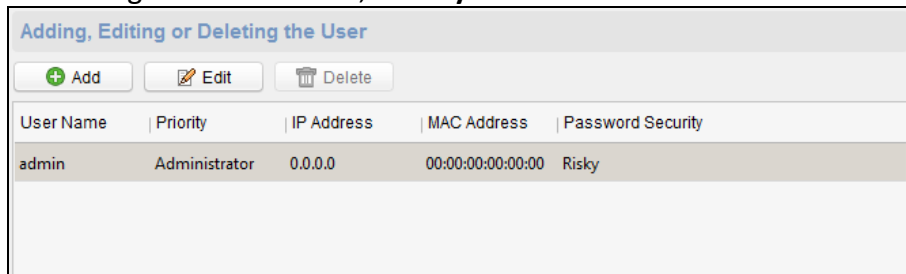 Adding, Editing or Deleting the User
Add Edit Delete
User Name Priority IP Address MAC Address Password Security
admin Administrator 0.0.0.0 00:00:00:00:00:00 Risky